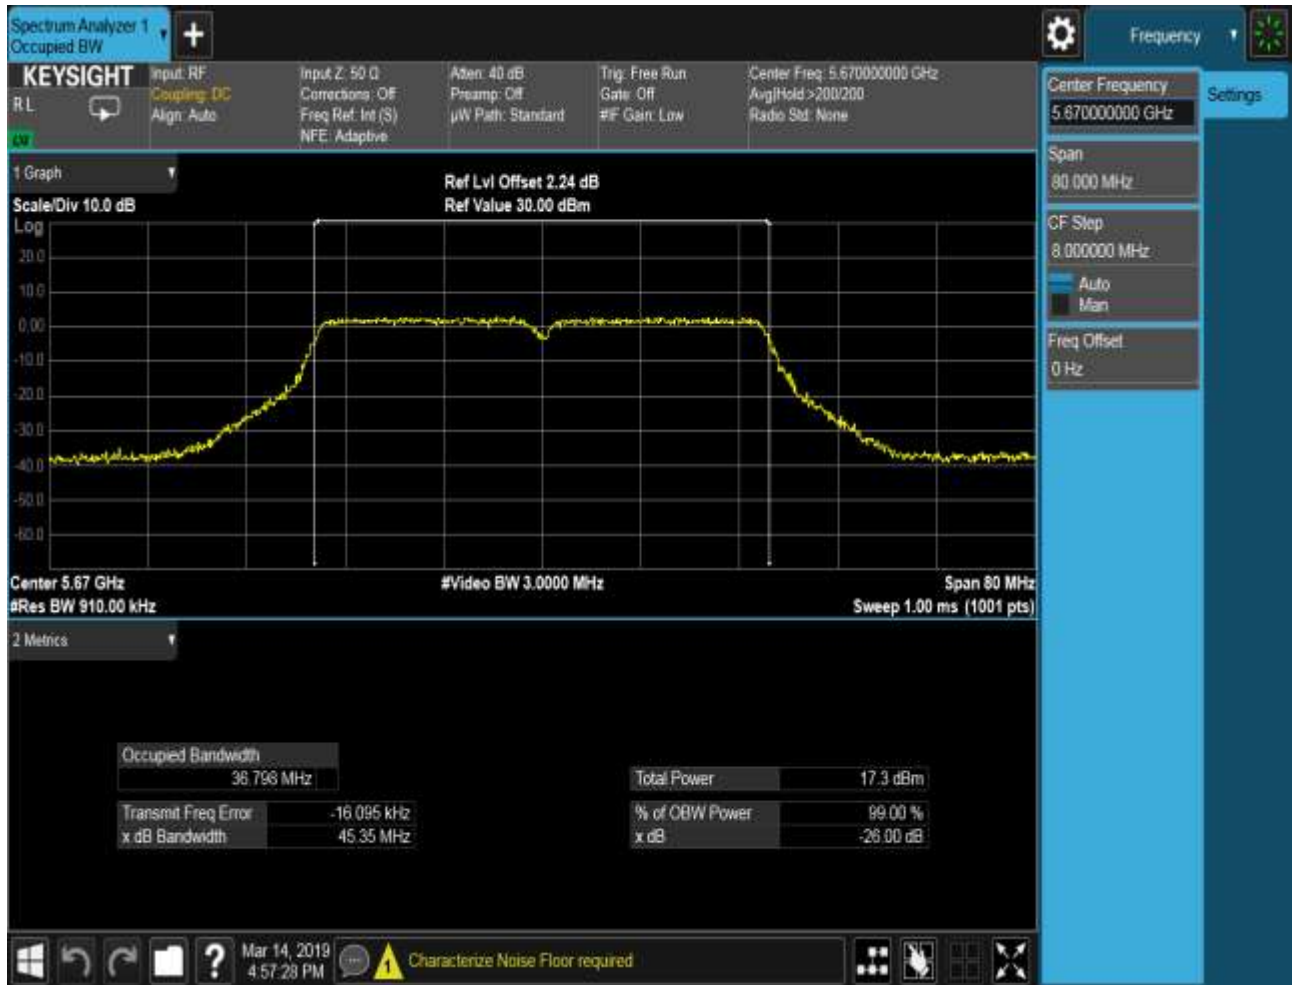 Spectrum Analyzer 1
Occupied BW
Frequency
KEYSIGHT
R L
Input: RF
Coupling: DC
Align: Auto
Input Z: 50 Ω
Corrections: Off
Freq Ref: Int (S)
NFE: Adaptive
Atten: 40 dB
Preamp: Off
µW Path: Standard
Trig: Free Run
Gate: Off
#IF Gain: Low
Center Freq: 5.670000000 GHz
Avg|Hold:>200/200
Radio Std: None
Center Frequency
5.670000000 GHz
Settings
Span
80.000 MHz
CF Step
8.000000 MHz
Auto
Man
Freq Offset
0 Hz
1 Graph
Scale/Div 10.0 dB
Ref Lvl Offset 2.24 dB
Ref Value 30.00 dBm
Log
20.0
10.0
0.00
-10.0
-20.0
-30.0
-40.0
-50.0
-60.0
Center 5.67 GHz
#Video BW 3.0000 MHz
Span 80 MHz
#Res BW 910.00 kHz
Sweep 1.00 ms (1001 pts)
2 Metrics
Occupied Bandwidth
36.798 MHz
Total Power 17.3 dBm
Transmit Freq Error -16.095 kHz
% of OBW Power 99.00 %
x dB Bandwidth 45.35 MHz
x dB -26.00 dB
?
Mar 14, 2019
4:57:28 PM
1
Characterize Noise Floor required